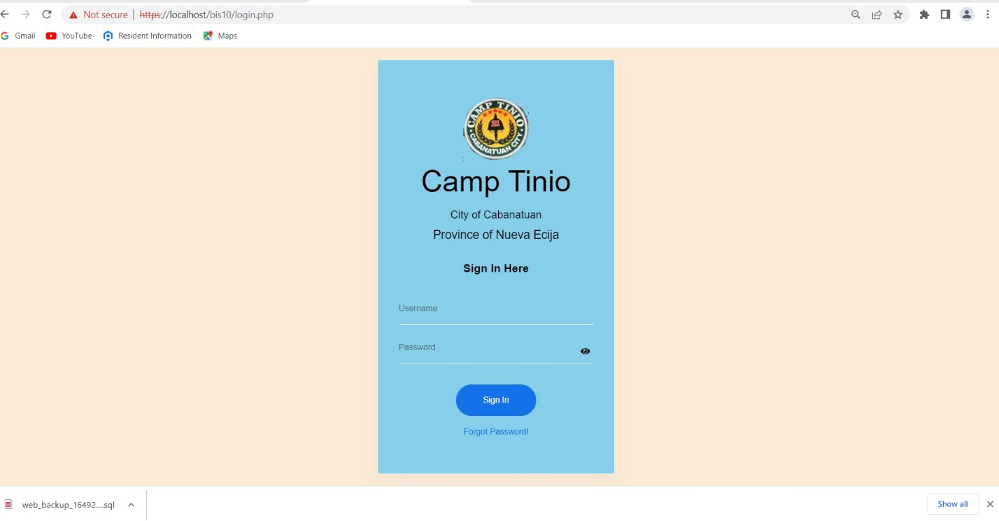 Not secure | https://localhost/bis10/login.php
Gmail YouTube Resident Information Maps
CAMP TINIO
21
CABANATUAN CITY
Camp Tinio
City of Cabanatuan
Province of Nueva Ecija
Sign In Here
Username
Password
Sign In
Forgot Password!
web_backup_16492....sql
Show all